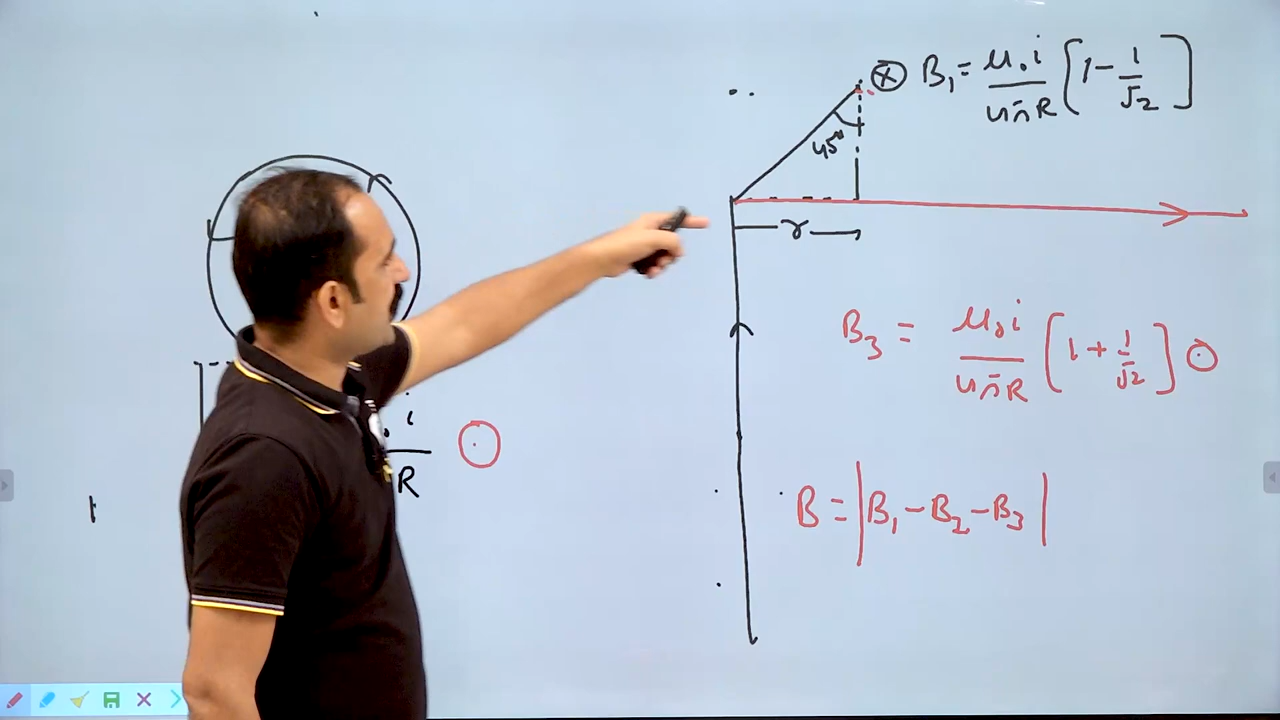 ⊗ B₁ = μ₀i/4πR [1 - 1/√2]
45°
r
B₃ = μ₀i/4πR [1 + 1/√2] ⊙
i
R ⊙
B = |B₁ - B₂ - B₃|